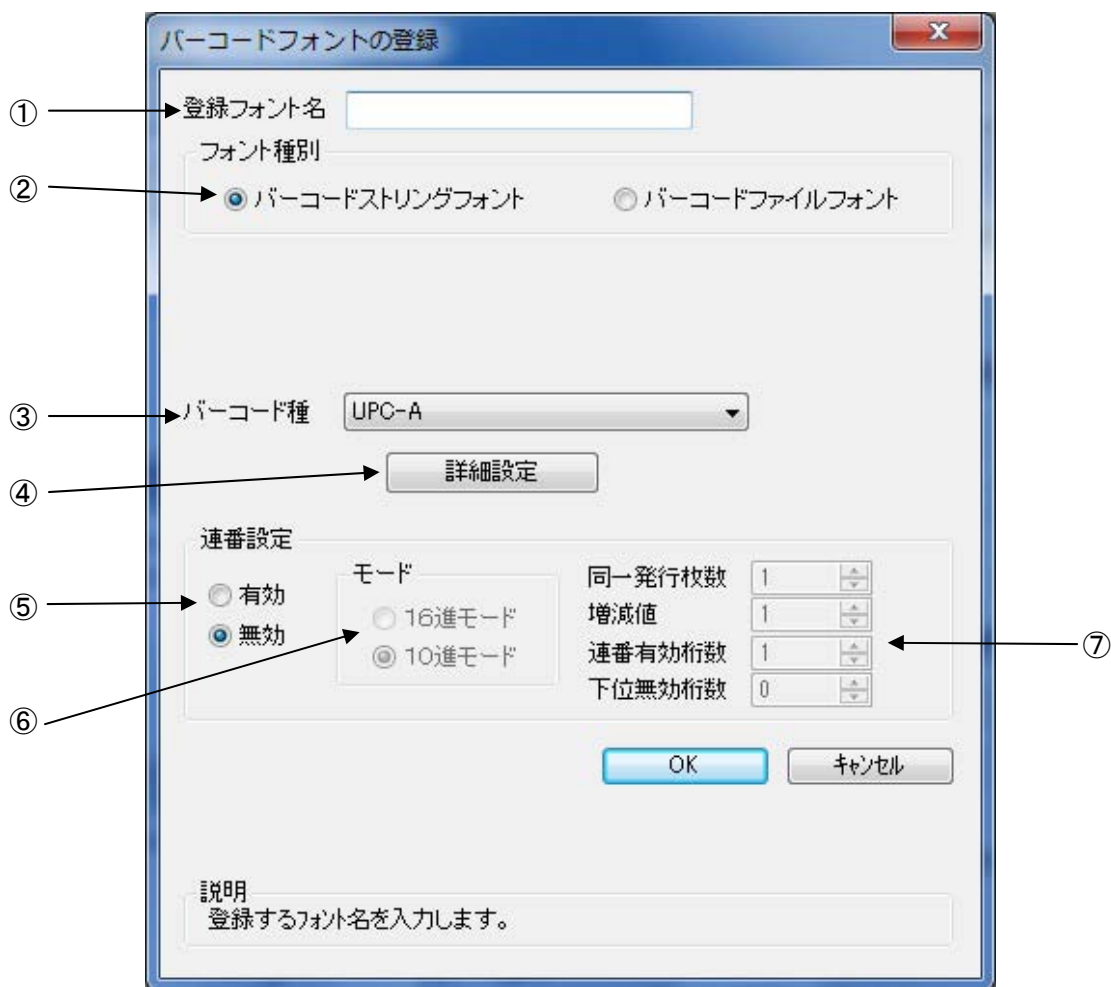 バーコードフォントの登録
① 登録フォント名
フォント種別
② バーコードストリングフォント バーコードファイルフォント
③ バーコード種 UPC-A
④ 詳細設定
連番設定
モード
⑤ 有効
無効
⑥ 16進モード
10進モード
同一発行枚数 1
増減値 1
連番有効桁数 1
下位無効桁数 0
⑦
OK キャンセル
説明
登録するフォント名を入力します。